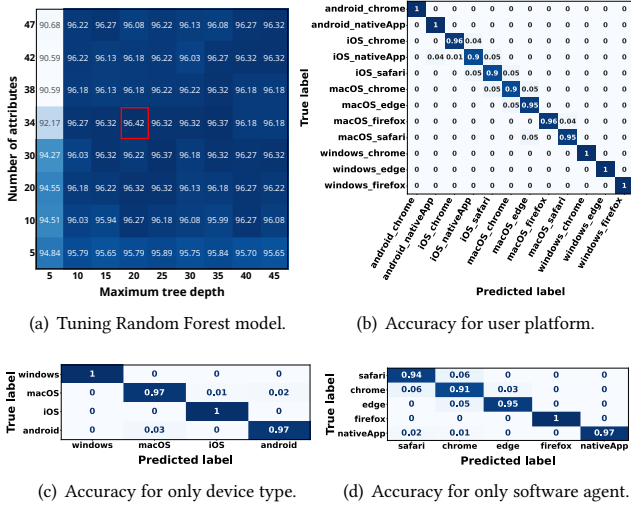 47 90.68 96.22 96.27 96.08 96.18 96.08 96.27 96.32
42 90.59 96.13 96.27 96.18 96.22 96.03 96.27 96.32 96.32
38 90.59 96.18 96.13 96.18 96.22 96.22 96.32 96.18 96.18
34 92.17 96.27 96.32 96.42 96.32 96.32 96.37 96.18 96.18
30 94.27 96.03 96.32 96.22 96.37 96.32 96.22 96.32 96.32
20 94.55 96.18 96.22 96.32 96.32 96.13 96.18 96.27 96.32
10 94.51 96.03 95.94 96.32 96.27 96.18 96.08 96.27 96.08
5 94.84 95.79 95.65 95.79 95.89 95.75 95.84 95.70 95.65
5 10 15 20 25 30 35 40 45
Number of attributes
Maximum tree depth
(a) Tuning Random Forest model.
True label
android_chrome 1 0 0 0 0 0 0 0 0 0 0 0
android_nativeApp 0 1 0 0 0 0 0 0 0 0 0 0
iOS_chrome 0 0 0.96 0.04 0 0 0 0 0 0 0 0
iOS_nativeApp 0 0.04 0.01 0.9 0.05 0 0 0 0 0 0 0
iOS_safari 0 0 0 0.05 0.9 0.05 0 0 0 0 0 0
macOS_chrome 0 0 0 0 0.05 0.9 0.05 0 0 0 0 0
macOS_edge 0 0 0 0 0 0.05 0.95 0 0 0 0 0
macOS_firefox 0 0 0 0 0 0 0 0.96 0.04 0 0 0
macOS_safari 0 0 0 0 0 0 0.05 0 0.95 0 0 0
windows_chrome 0 0 0 0 0 0 0 0 0 1 0 0
windows_edge 0 0 0 0 0 0 0 0 0 0 1 0
windows_firefox 0 0 0 0 0 0 0 0 0 0 0 1
android_chrome android_nativeApp iOS_chrome iOS_nativeApp iOS_safari macOS_chrome macOS_edge macOS_firefox macOS_safari windows_chrome windows_edge windows_firefox
Predicted label
(b) Accuracy for user platform.
True label
windows 1 0 0 0
macOS 0 0.97 0.01 0.02
iOS 0 0 1 0
android 0 0.03 0 0.97
windows macOS iOS android
Predicted label
(c) Accuracy for only device type.
True label
safari 0.94 0.06 0 0 0
chrome 0.06 0.91 0.03 0 0
edge 0 0.05 0.95 0 0
firefox 0 0 0 1 0
nativeApp 0.02 0.01 0 0 0.97
safari chrome edge firefox nativeApp
Predicted label
(d) Accuracy for only software agent.